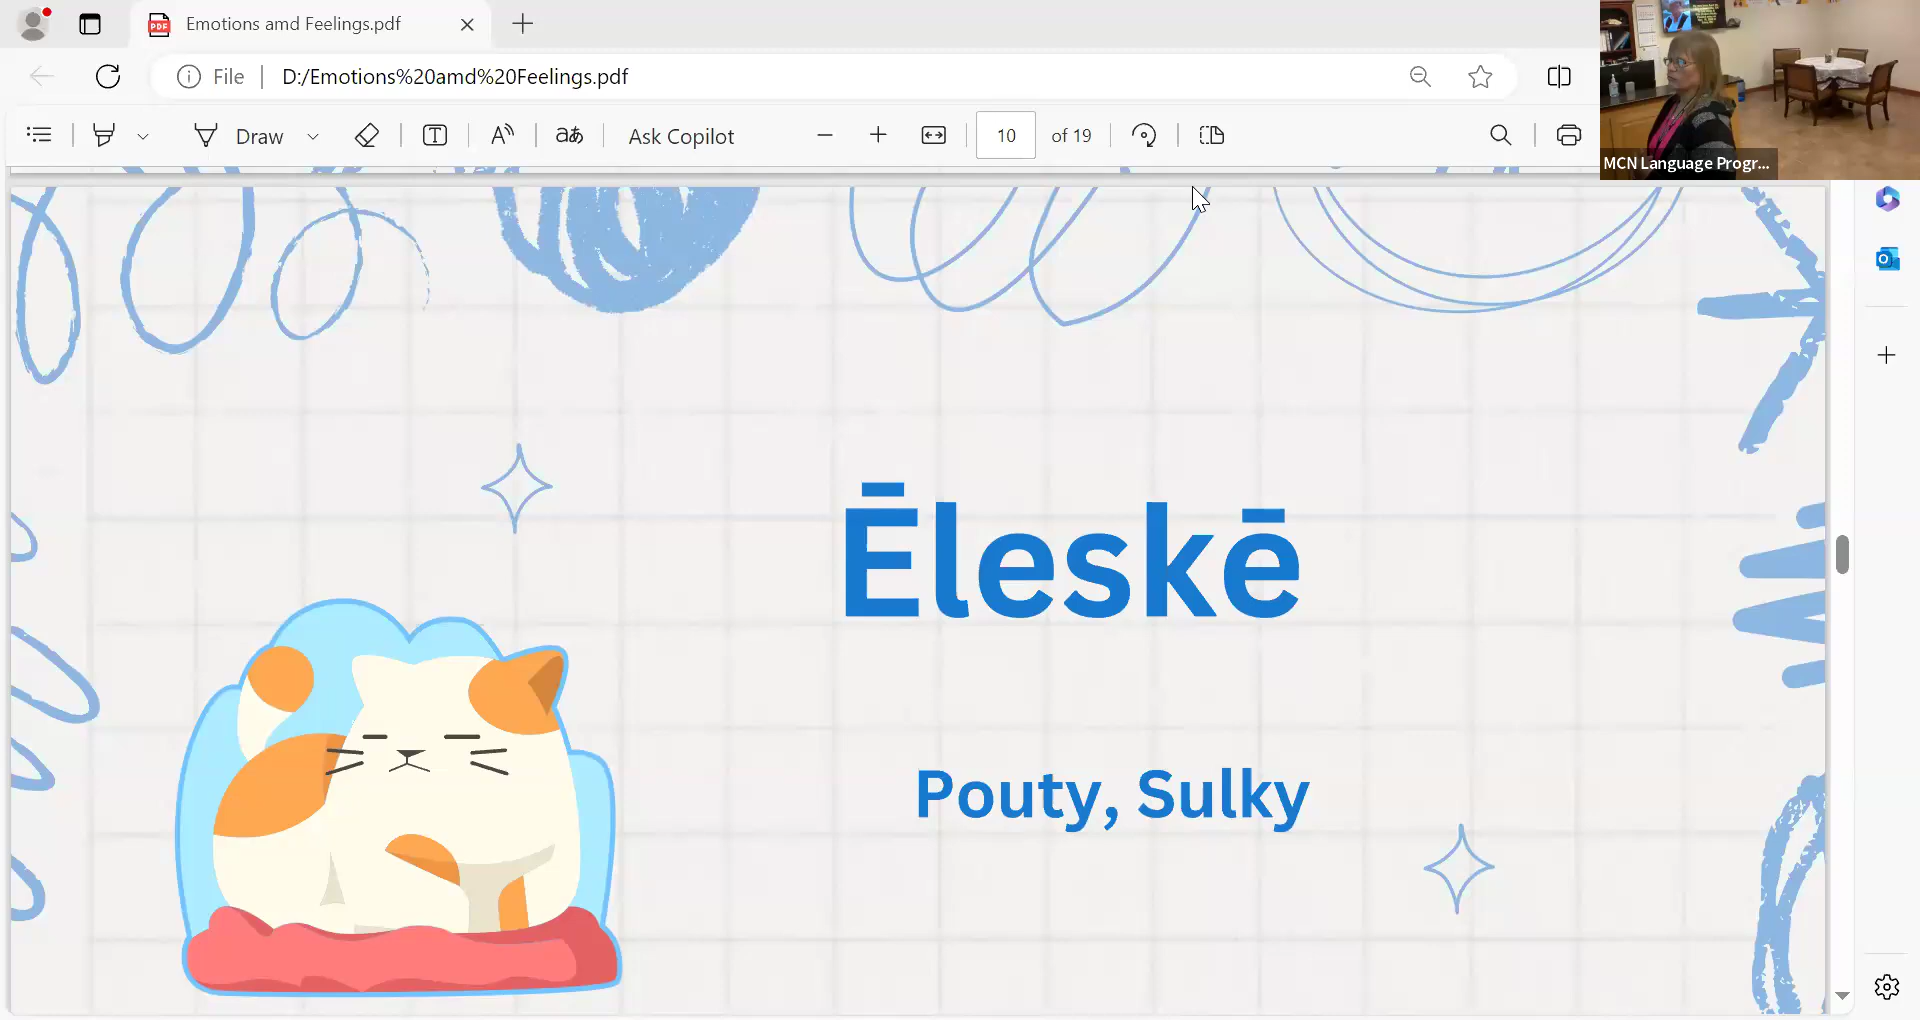 Emotions amd Feelings.pdf
File
D:/Emotions%20amd%20Feelings.pdf
Draw
Ask Copilot
10 of 19
MCN Language Progr...
Ēleskē
Pouty, Sulky